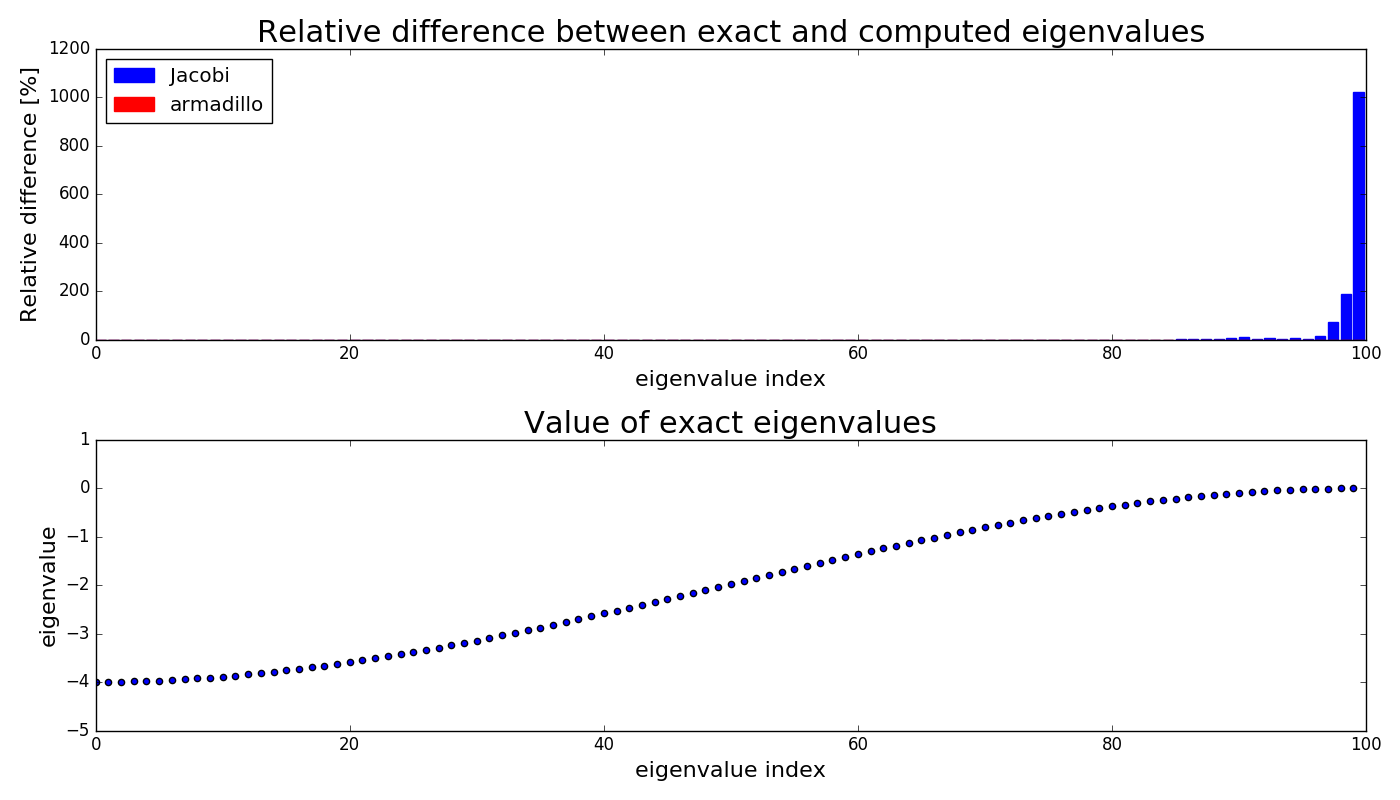 Relative difference between exact and computed eigenvalues
Relative difference [%]
1200
1000
800
600
400
200
0
Jacobi
armadillo
0 20 40 60 80 100
eigenvalue index
Value of exact eigenvalues
eigenvalue
1
0
−1
−2
−3
−4
−5
0 20 40 60 80 100
eigenvalue index